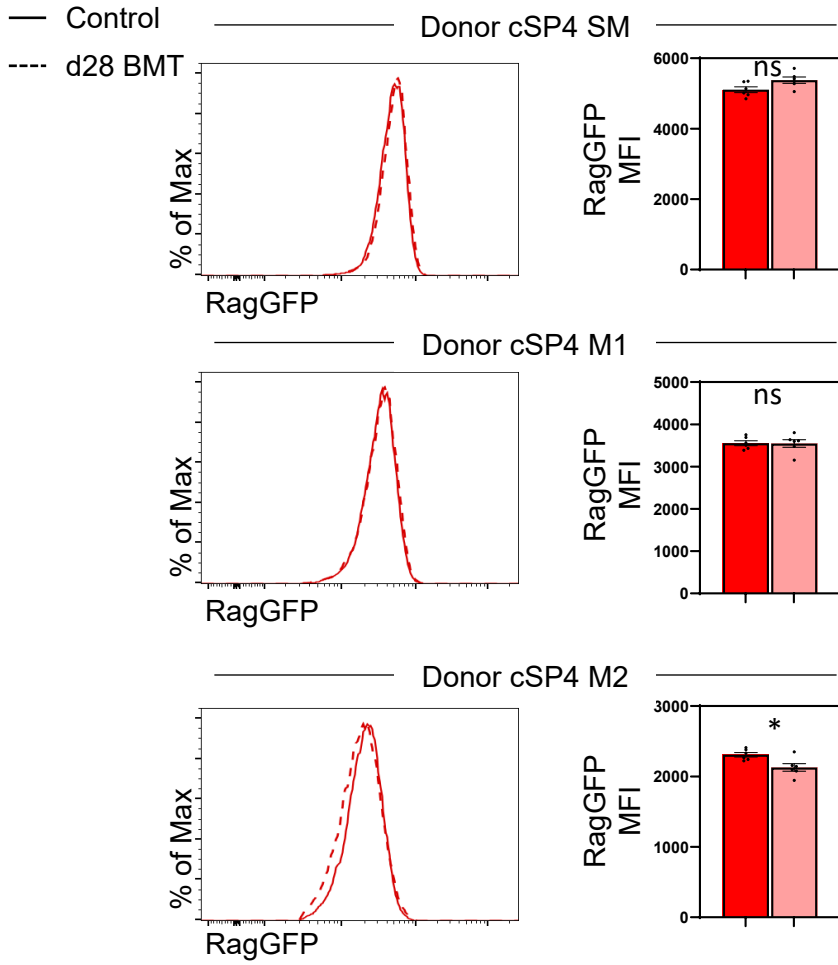 Control
d28 BMT
Donor cSP4 SM
% of Max
RagGFP
RagGFP
MFI
6000
4000
2000
0
ns
Donor cSP4 M1
% of Max
RagGFP
RagGFP
MFI
5000
4000
3000
2000
1000
0
ns
Donor cSP4 M2
% of Max
RagGFP
RagGFP
MFI
3000
2000
1000
0
*